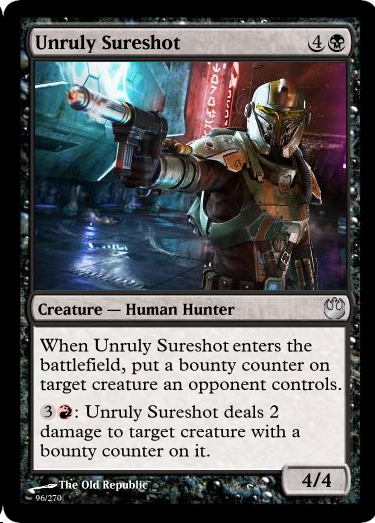 Unruly Sureshot 4
Creature — Human Hunter
When Unruly Sureshot enters the
battlefield, put a bounty counter on
target creature an opponent controls.
3: Unruly Sureshot deals 2
damage to target creature with a
bounty counter on it.
4/4
The Old Republic
96/270